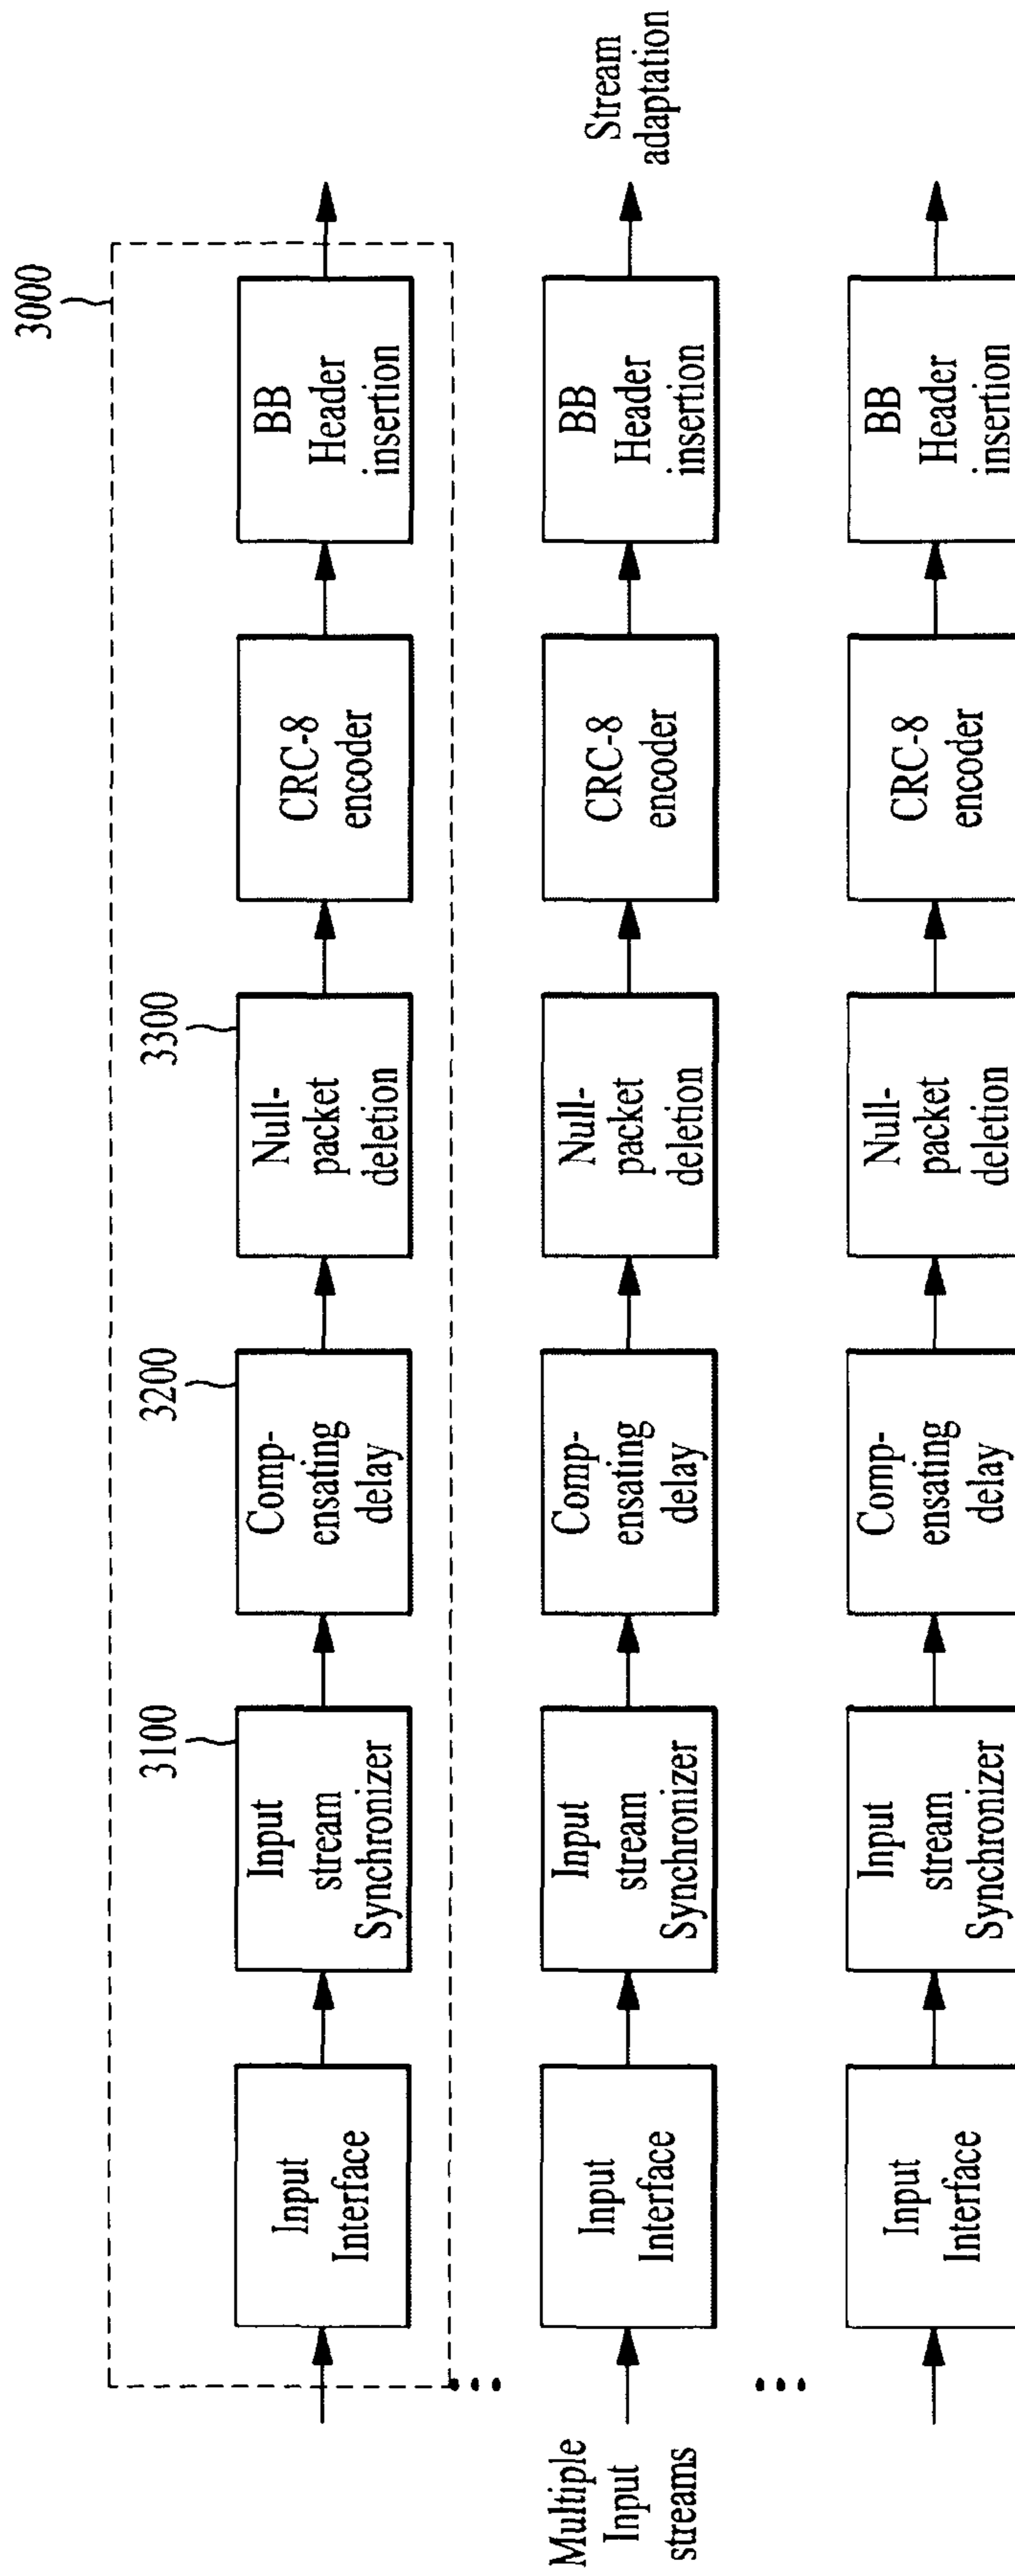 3000
3100
3200
3300
Input
Interface
Input
stream
Synchronizer
Comp-
ensating
delay
Null-
packet
deletion
CRC-8
encoder
BB
Header
insertion
Multiple
Input
streams
Input
Interface
Input
stream
Synchronizer
Comp-
ensating
delay
Null-
packet
deletion
CRC-8
encoder
BB
Header
insertion
Stream
adaptation
Input
Interface
Input
stream
Synchronizer
Comp-
ensating
delay
Null-
packet
deletion
CRC-8
encoder
BB
Header
insertion